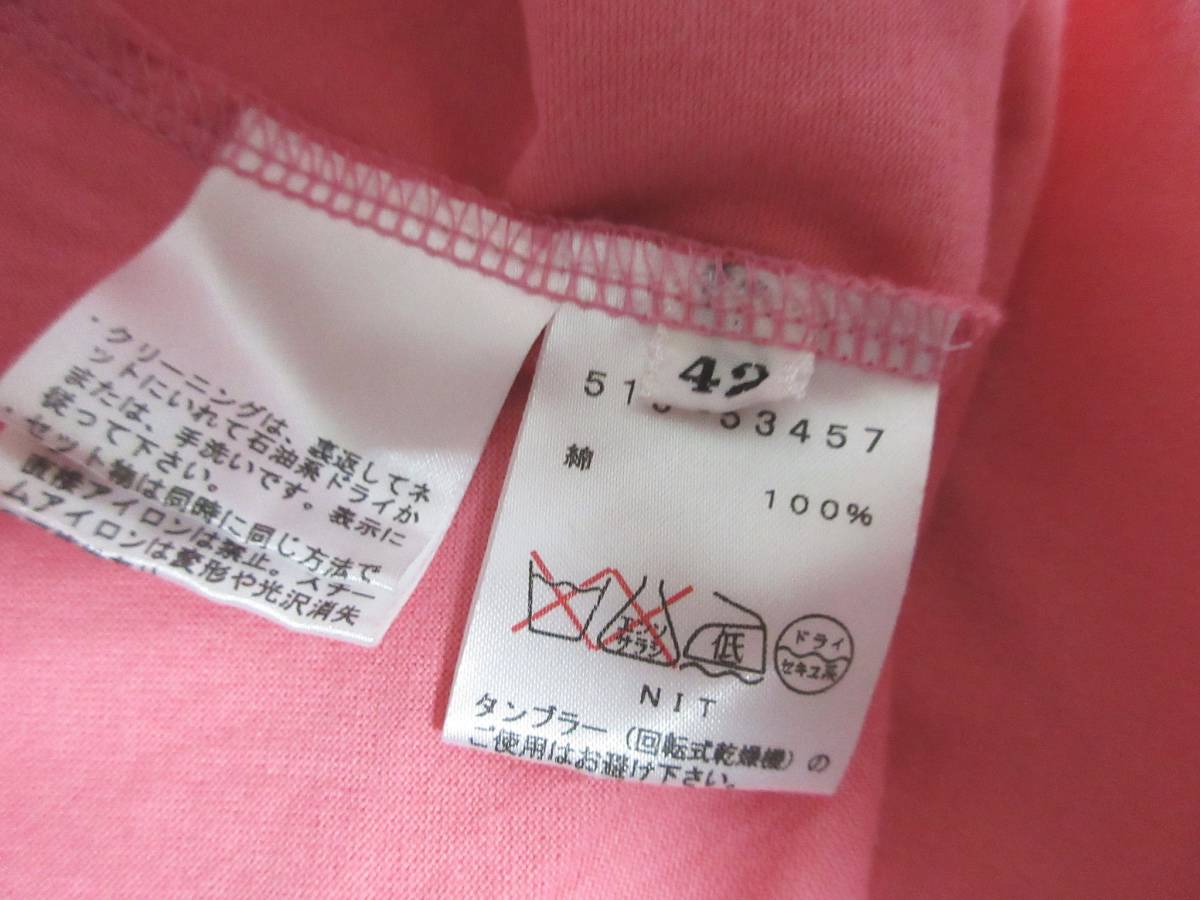 ・クリーニングは、裏返してネ
ットにいれて石油系ドライか
または、手洗いです。表示に
従って下さい。
・セット物は同時に同じ方法で
直接アイロンは禁止。スチー
ムアイロンは変形や光沢消失
42
53457
綿
100%
エンソ
サラシ
低
ドライ
セキユ系
NIT
タンブラー（回転式乾燥機）の
ご使用はお避け下さい。